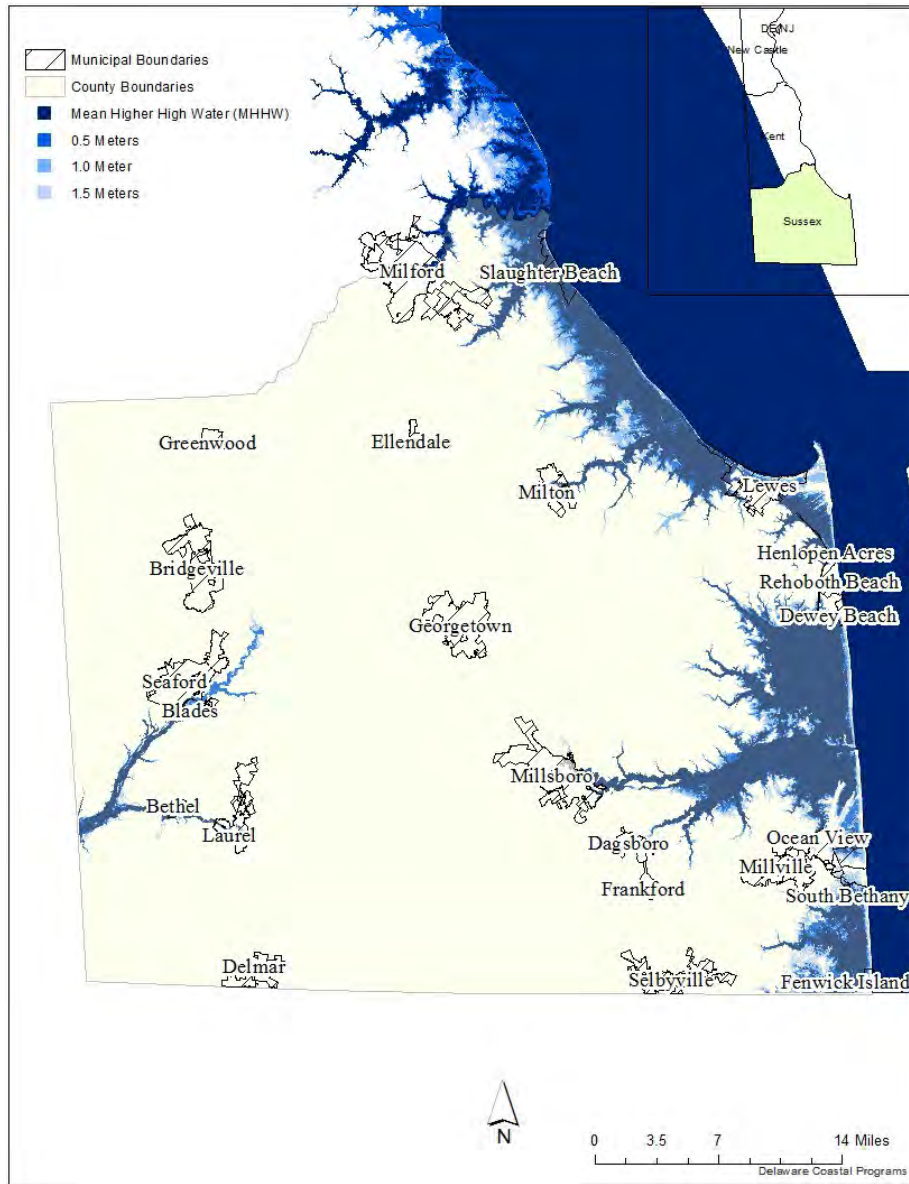 Municipal Boundaries
County Boundaries
Mean Higher High Water (MHHW)
0.5 Meters
1.0 Meter
1.5 Meters
DE/NJ
New Castle
Kent
Sussex
Milford
Slaughter Beach
Greenwood
Ellendale
Milton
Lewes
Bridgeville
Henlopen Acres
Rehoboth Beach
Dewey Beach
Georgetown
Seaford
Blades
Millsboro
Bethel
Laurel
Dagsboro
Ocean View
Millville
Frankford
South Bethany
Delmar
Selbyville
Fenwick Island
N
0 3.5 7 14 Miles
Delaware Coastal Programs